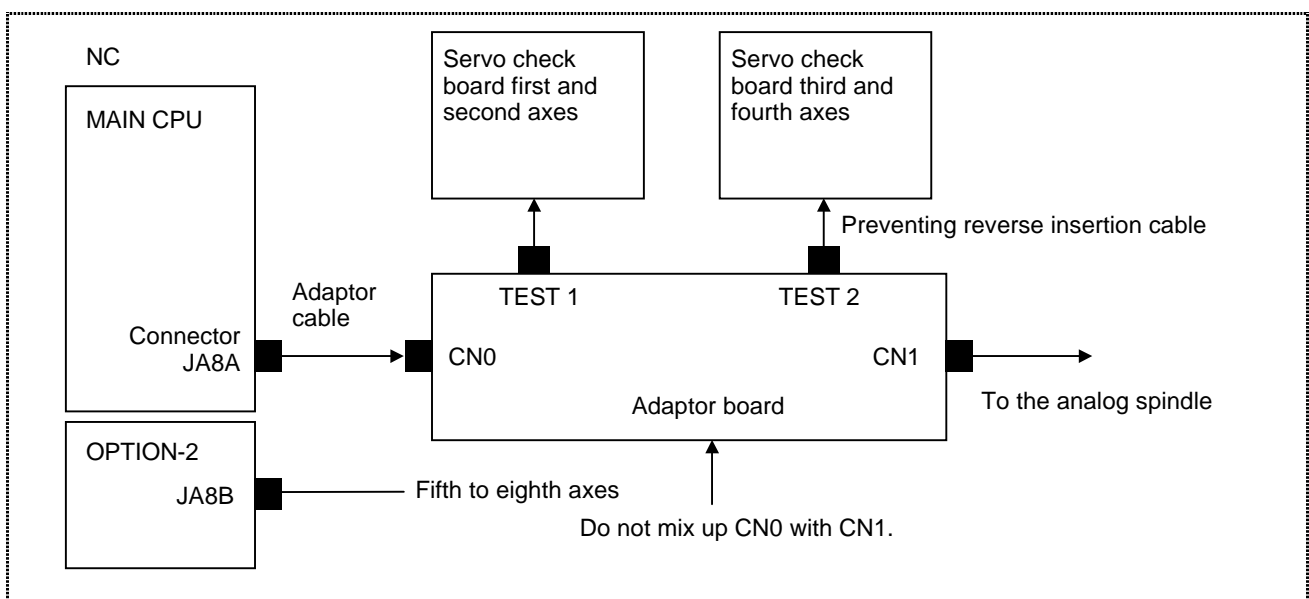 NC
MAIN CPU
Connector
JA8A
OPTION-2
JA8B
Adaptor
cable
Servo check
board first and
second axes
Servo check
board third and
fourth axes
Preventing reverse insertion cable
TEST 1
TEST 2
CN0
CN1
Adaptor board
To the analog spindle
Fifth to eighth axes
Do not mix up CN0 with CN1.